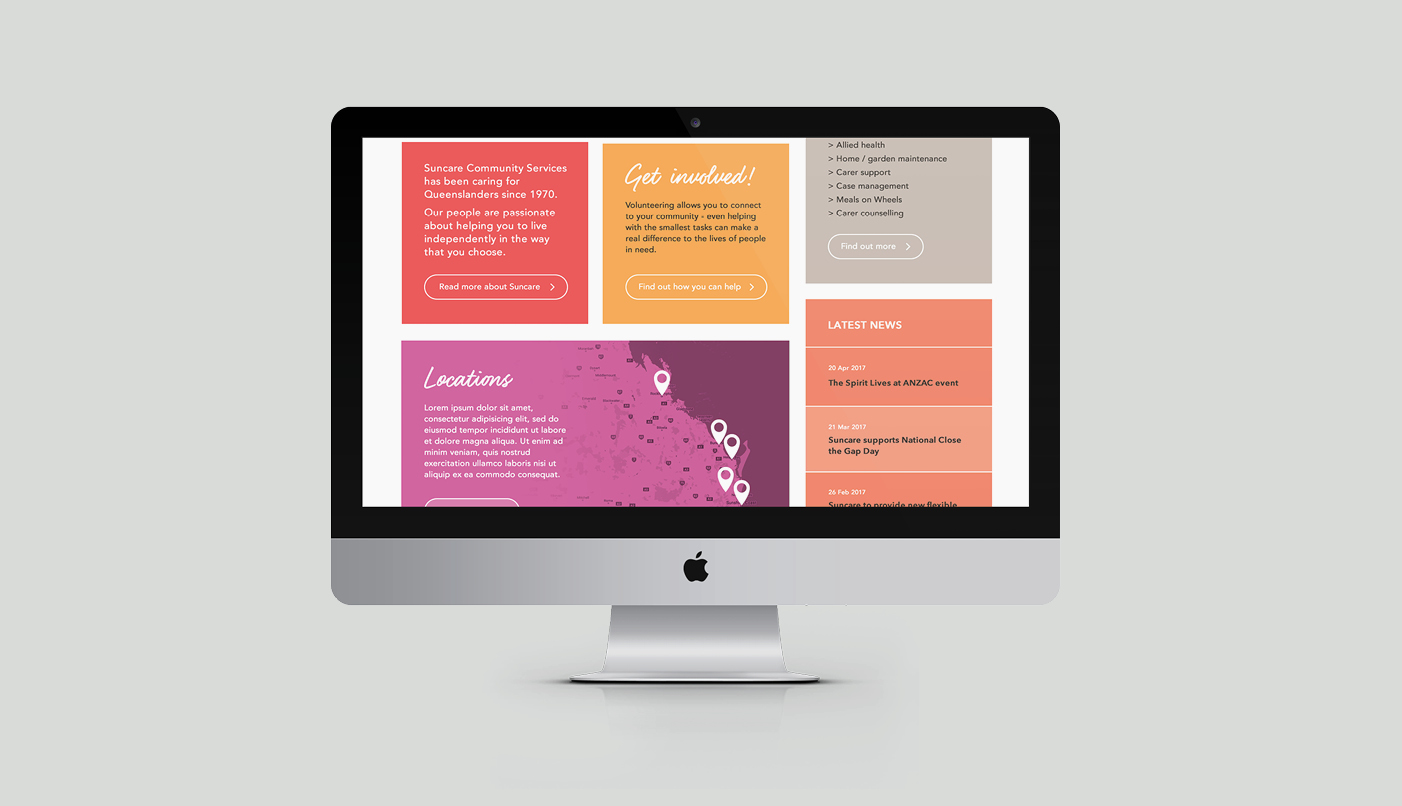 Suncare Community Services
has been caring for
Queenslanders since 1970.
Our people are passionate
about helping you to live
independently in the way
that you choose.
Read more about Suncare >
Get involved!
Volunteering allows you to connect
to your community - even helping
with the smallest tasks can make a
real difference to the lives of people
in need.
Find out how you can help >
> Allied health
> Home / garden maintenance
> Carer support
> Case management
> Meals on Wheels
> Carer counselling
Find out more >
Locations
Lorem ipsum dolor sit amet,
consectetur adipisicing elit, sed do
eiusmod tempor incididunt ut labore
et dolore magna aliqua. Ut enim ad
minim veniam, quis nostrud
exercitation ullamco laboris nisi ut
aliquip ex ea commodo consequat.
LATEST NEWS
20 Apr 2017
The Spirit Lives at ANZAC event
21 Mar 2017
Suncare supports National Close
the Gap Day
26 Feb 2017
Suncare to provide new flexible